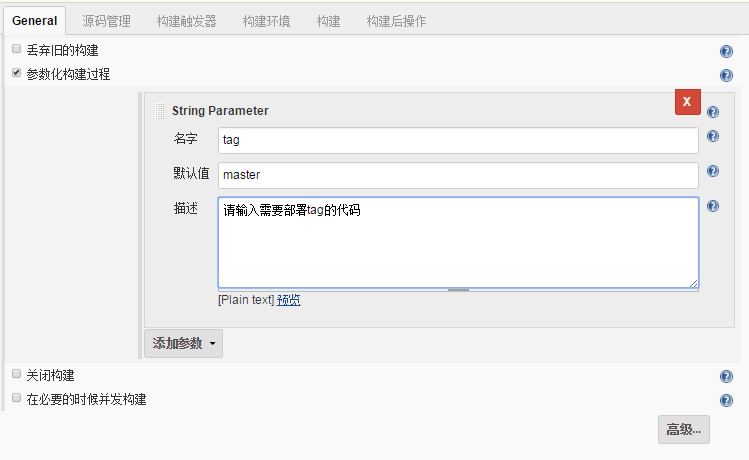 General 源码管理 构建触发器 构建环境 构建 构建后操作
丢弃旧的构建
参数化构建过程
X
String Parameter
名字 tag
默认值 master
描述 请输入需要部署tag的代码
[Plain text] 预览
添加参数
关闭构建
在必要的时候并发构建
高级...